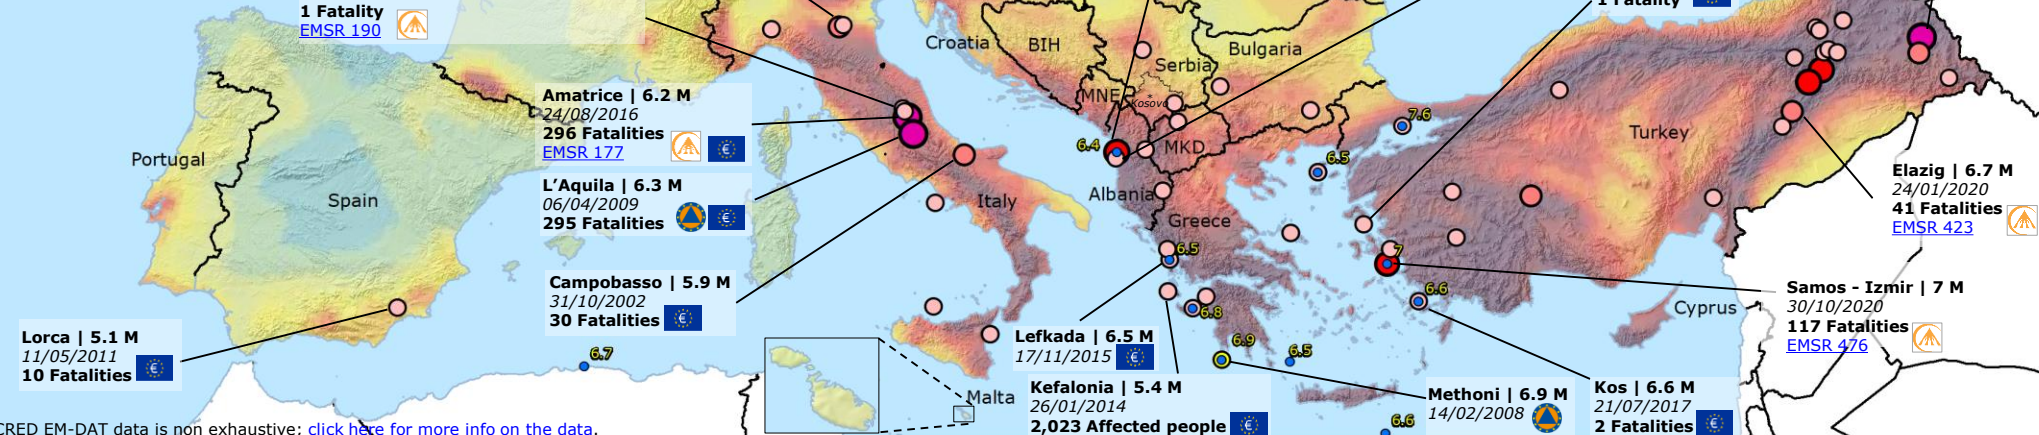 1 Fatality
EMSR 190
1 Fatality
Croatia
BIH
Serbia
Bulgaria
MNE
Kosovo
*
MKD
Albania
Greece
Turkey
Cyprus
Italy
Malta
Spain
Portugal
Amatrice | 6.2 M
24/08/2016
296 Fatalities
EMSR 177
L’Aquila | 6.3 M
06/04/2009
295 Fatalities
Campobasso | 5.9 M
31/10/2002
30 Fatalities
Lorca | 5.1 M
11/05/2011
10 Fatalities
Lefkada | 6.5 M
17/11/2015
Kefalonia | 5.4 M
26/01/2014
2,023 Affected people
Methoni | 6.9 M
14/02/2008
Kos | 6.6 M
21/07/2017
2 Fatalities
Samos - Izmir | 7 M
30/10/2020
117 Fatalities
EMSR 476
Elazig | 6.7 M
24/01/2020
41 Fatalities
EMSR 423
6.4
7.6
6.5
6.5
7
6.6
6.8
6.9
6.5
6.7
6.6
CRED EM-DAT data is non exhaustive; click here for more info on the data.